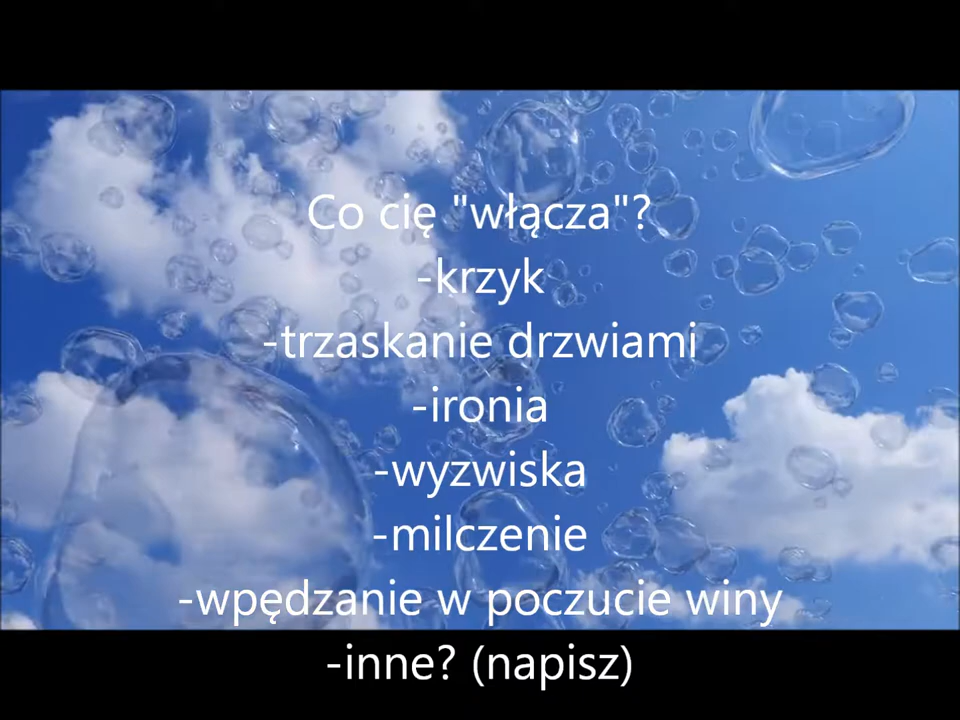 Co cię "włącza"?
-krzyk
-trzaskanie drzwiami
-ironia
-wyzwiska
-milczenie
-wpędzanie w poczucie winy
-inne? (napisz)